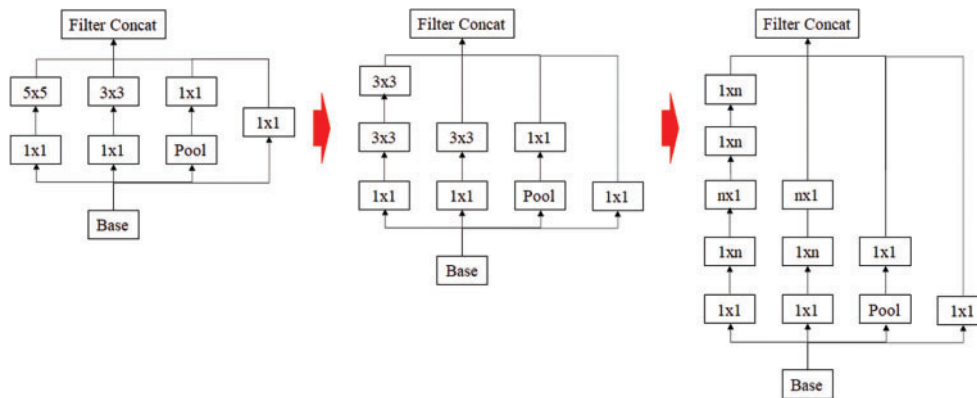 Filter Concat
5x5
3x3
1x1
1x1
1x1
1x1
Pool
Base
Filter Concat
3x3
3x3
3x3
1x1
1x1
1x1
Pool
1x1
Base
Filter Concat
1xn
1xn
nx1
nx1
1xn
1xn
1x1
1x1
1x1
Pool
1x1
Base